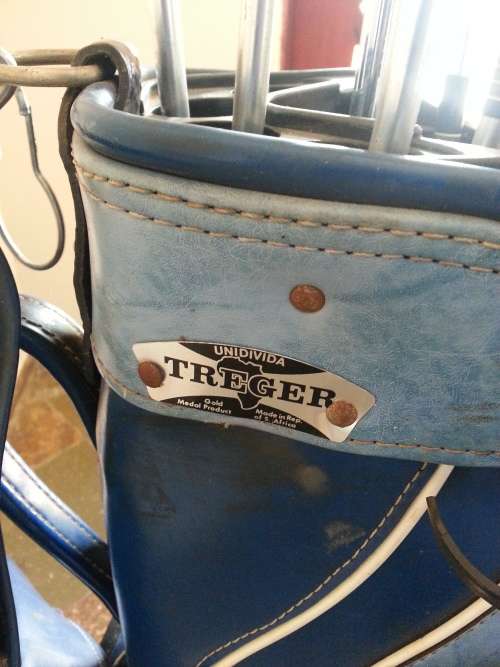 UNIDIVIDA
TREGER
Gold
Medal Product
Made in Rep.
of S. Africa